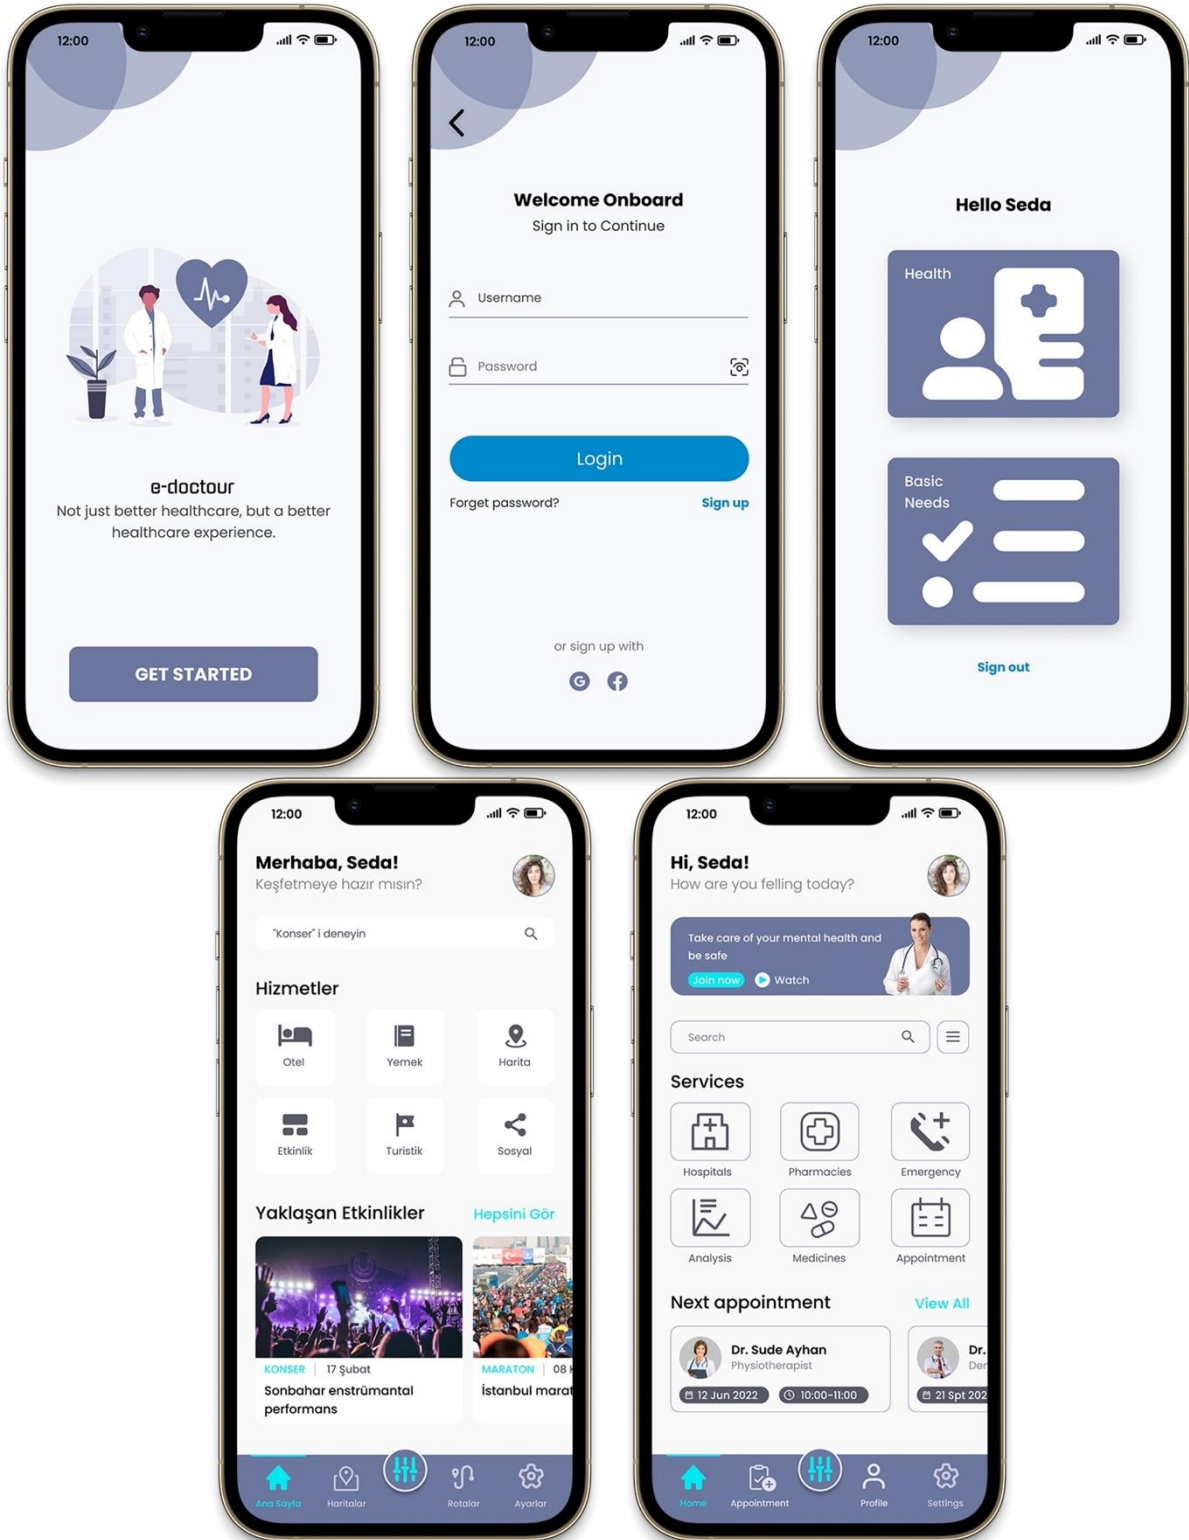 12:00
e-doctour
Not just better healthcare, but a better
healthcare experience.
GET STARTED
12:00
Welcome Onboard
Sign in to Continue
Username
Password
Login
Forget password?
Sign up
or sign up with
12:00
Hello Seda
Health
Basic
Needs
Sign out
12:00
Merhaba, Seda!
Keşfetmeye hazır mısın?
"Konser" i deneyin
Hizmetler
Otel
Yemek
Harita
Etkinlik
Turistik
Sosyal
Yaklaşan Etkinlikler
Hepsini Gör
KONSER | 17 Şubat
Sonbahar enstrümantal
performans
MARATON | 08 K
İstanbul marat
Ana Sayfa
Haritalar
Rotalar
Ayarlar
12:00
Hi, Seda!
How are you felling today?
Take care of your mental health and
be safe
Join now
Watch
Search
Services
Hospitals
Pharmacies
Emergency
Analysis
Medicines
Appointment
Next appointment
View All
Dr. Sude Ayhan
Physiotherapist
12 Jun 2022
10:00-11:00
Dr.
Den
21 Spt 202
Home
Appointment
Profile
Settings